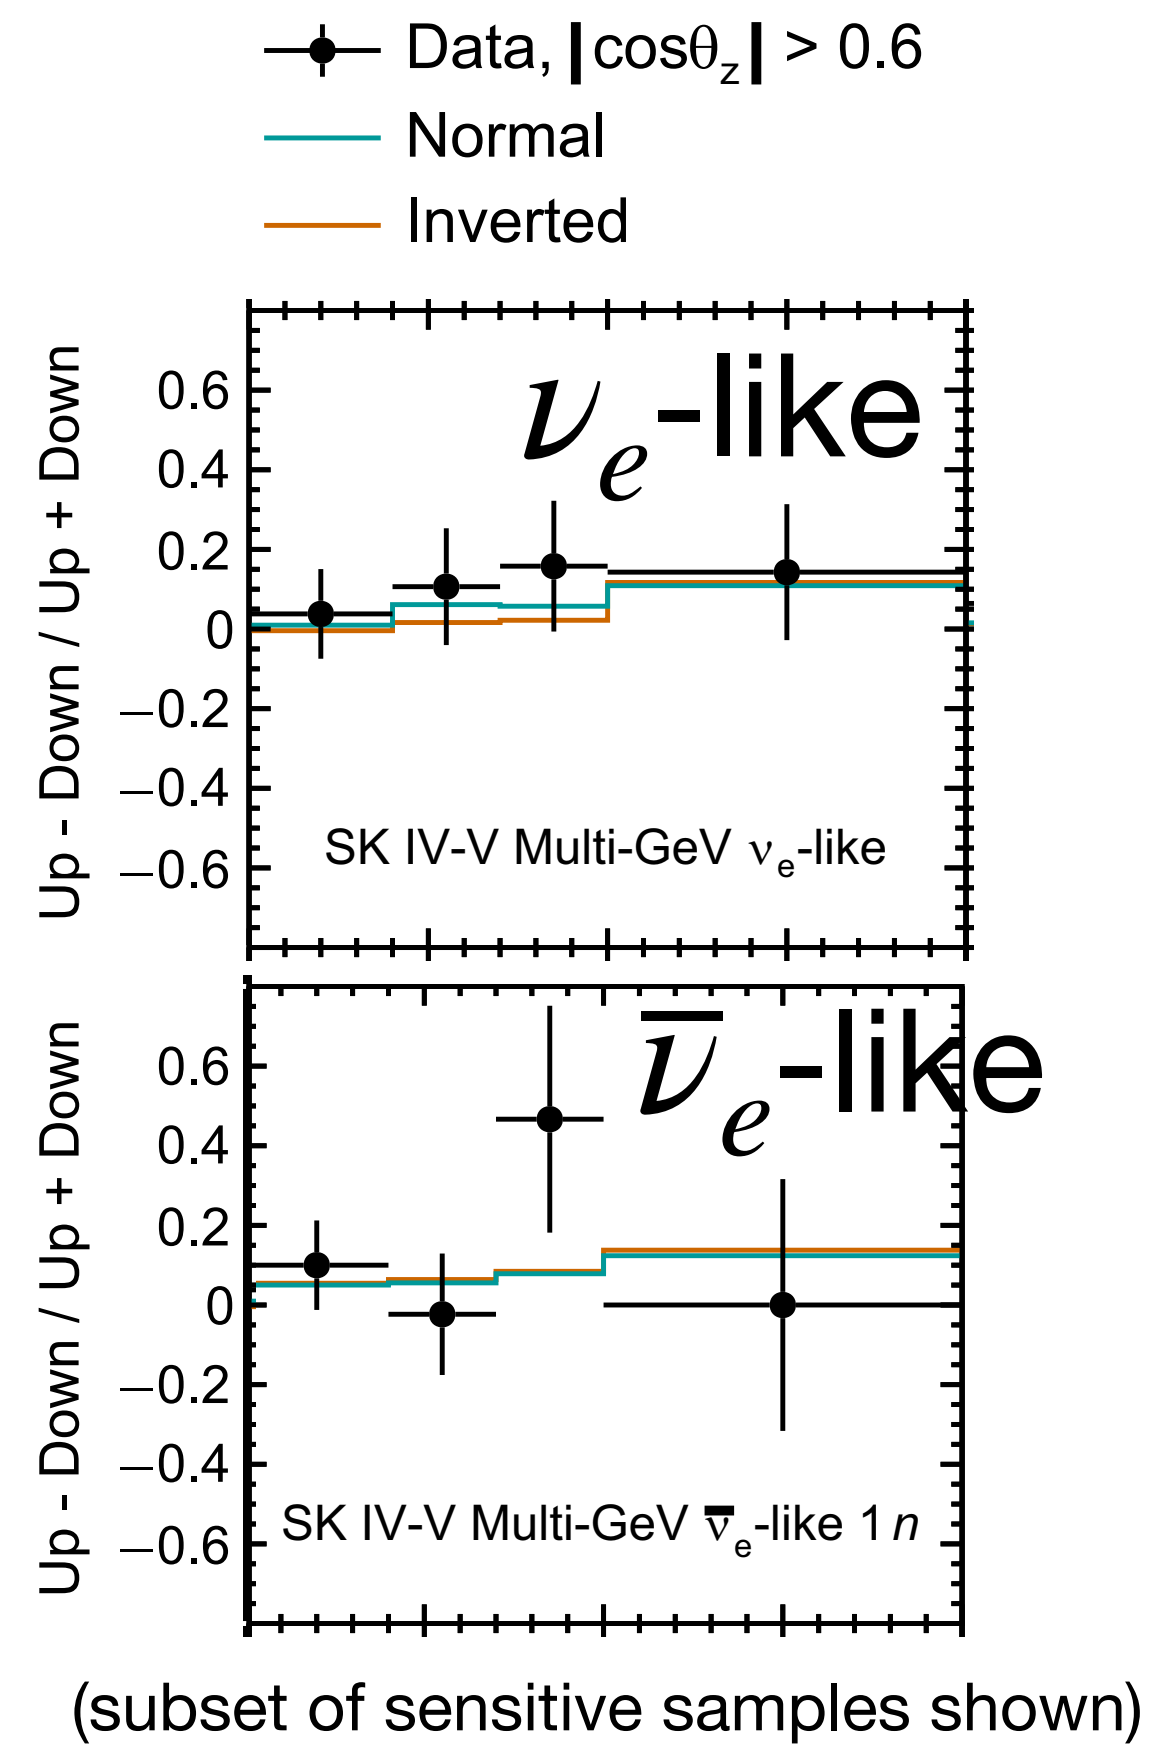 Data, |cosθz| > 0.6
Normal
Inverted
Up - Down / Up + Down
0.6
0.4
0.2
0
−0.2
−0.4
−0.6
νe-like
SK IV-V Multi-GeV νe-like
Up - Down / Up + Down
0.6
0.4
0.2
0
−0.2
−0.4
−0.6
ν̅e-like
SK IV-V Multi-GeV ν̅e-like 1n
(subset of sensitive samples shown)